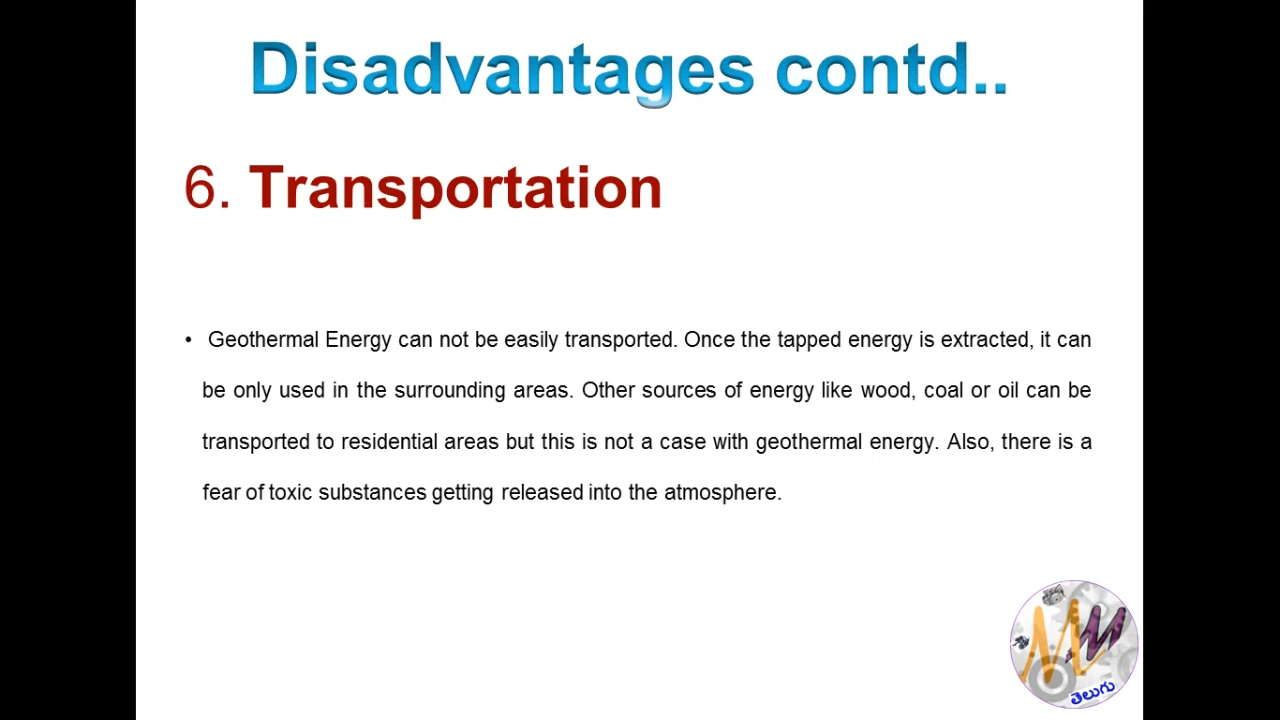 Disadvantages contd..
6. Transportation
• Geothermal Energy can not be easily transported. Once the tapped energy is extracted, it can
be only used in the surrounding areas. Other sources of energy like wood, coal or oil can be
transported to residential areas but this is not a case with geothermal energy. Also, there is a
fear of toxic substances getting released into the atmosphere.
MM
తెలుగు